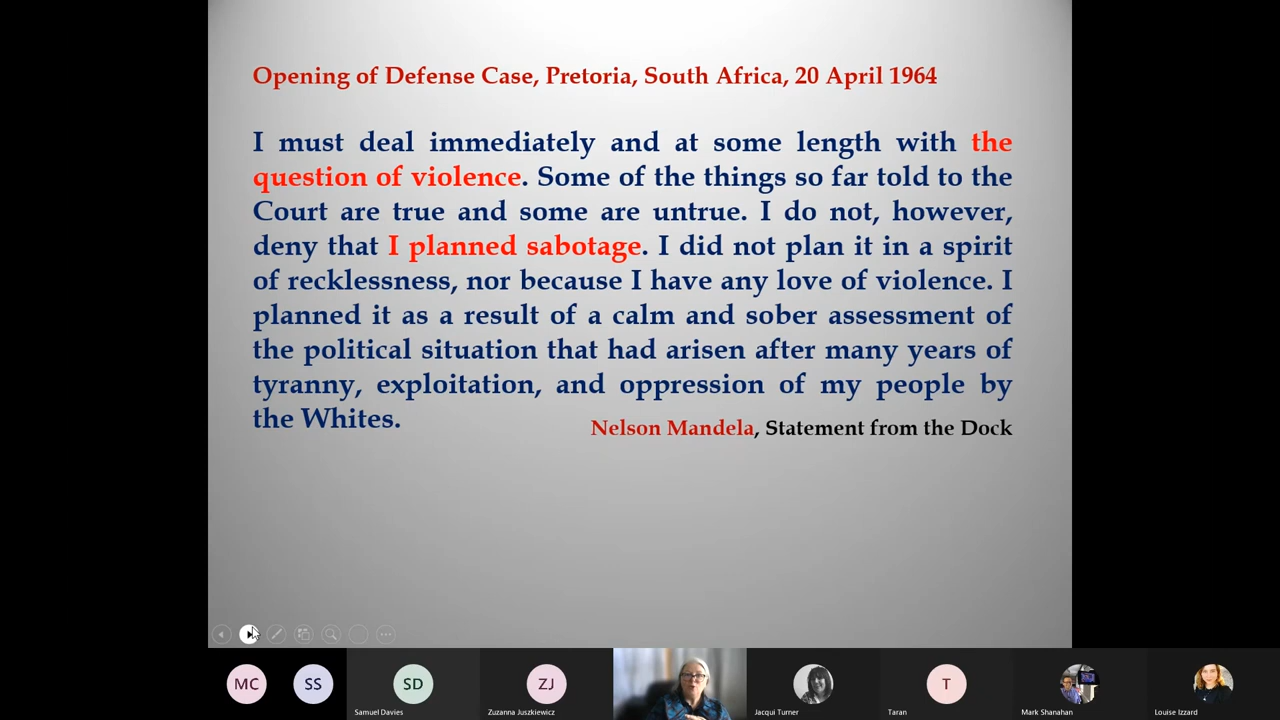 Opening of Defense Case, Pretoria, South Africa, 20 April 1964
I must deal immediately and at some length with the
question of violence. Some of the things so far told to the
Court are true and some are untrue. I do not, however,
deny that I planned sabotage. I did not plan it in a spirit
of recklessness, nor because I have any love of violence. I
planned it as a result of a calm and sober assessment of
the political situation that had arisen after many years of
tyranny, exploitation, and oppression of my people by
the Whites.
Nelson Mandela, Statement from the Dock
MC
SS
SD
ZJ
T
Samuel Davies
Zuzanna Juszkiewicz
Jacqui Turner
Taran
Mark Shanahan
Louise Izzard